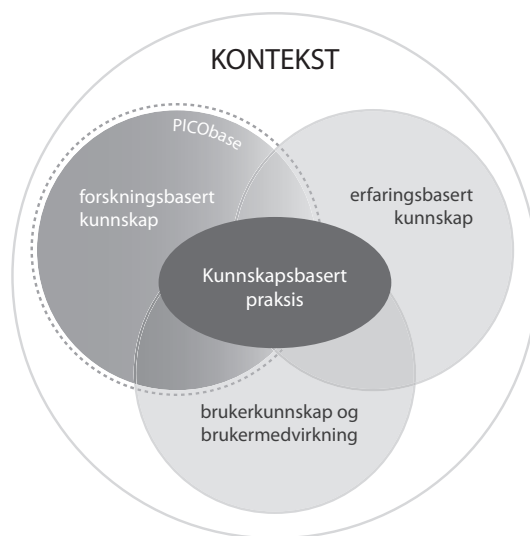 KONTEKST
PICObase
forskningsbasert
kunnskap
erfaringsbasert
kunnskap
Kunnskapsbasert
praksis
brukerkunnskap og
brukermedvirkning